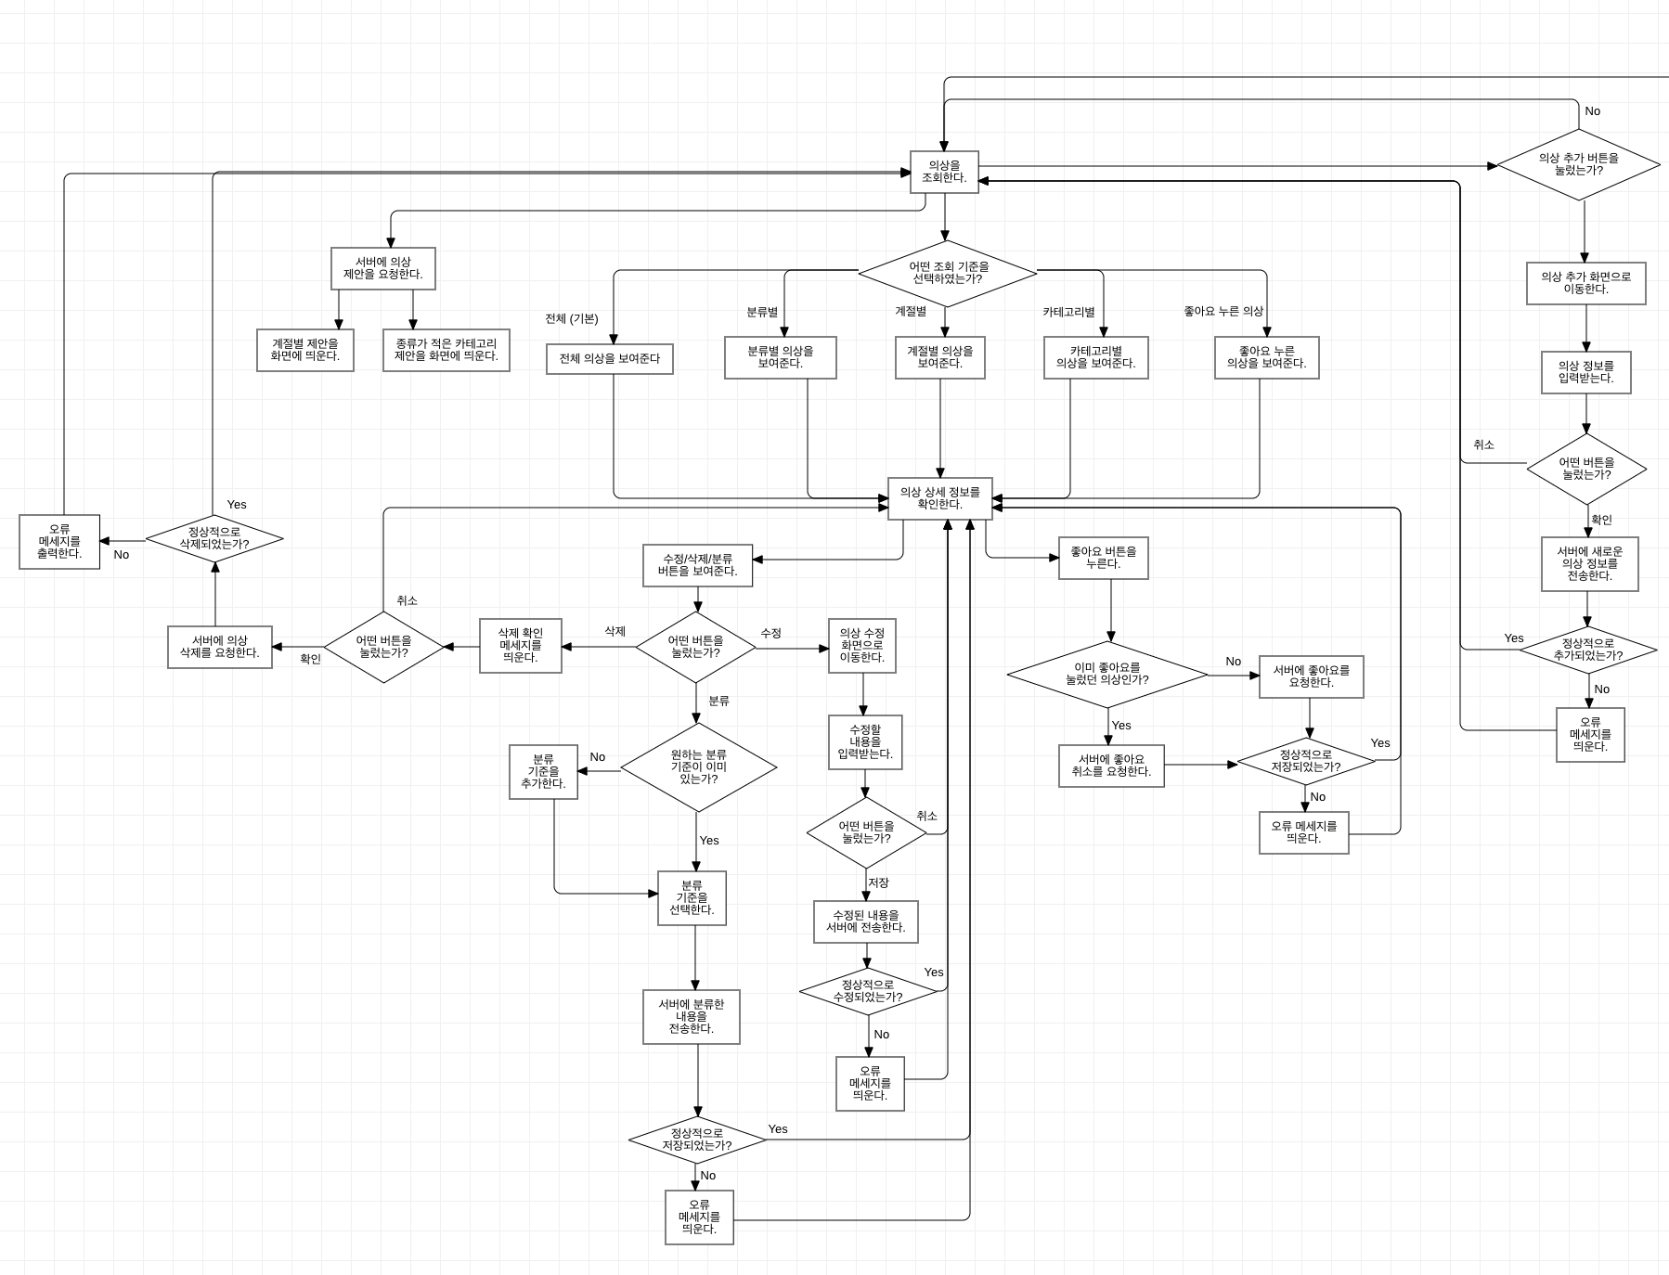 No
의상 추가 버튼을
눌렀는가?
의상을
조회한다.
서버에 의상
제안을 요청한다.
어떤 조회 기준을
선택하였는가?
의상 추가 화면으로
이동한다.
전체 (기본)
분류별
계절별
카테고리별
좋아요 누른 의상
계절별 제안을
화면에 띄운다.
종류가 적은 카테고리
제안을 화면에 띄운다.
전체 의상을 보여준다
분류별 의상을
보여준다.
계절별 의상을
보여준다.
카테고리별
의상을 보여준다.
좋아요 누른
의상을 보여준다.
의상 정보를
입력받는다.
취소
어떤 버튼을
눌렀는가?
확인
의상 상세 정보를
확인한다.
Yes
오류
메세지를
출력한다.
No
정상적으로
삭제되었는가?
수정/삭제/분류
버튼을 보여준다.
좋아요 버튼을
누른다.
서버에 새로운
의상 정보를
전송한다.
취소
서버에 의상
삭제를 요청한다.
확인
어떤 버튼을
눌렀는가?
삭제 확인
메세지를
띄운다.
삭제
어떤 버튼을
눌렀는가?
수정
의상 수정
화면으로
이동한다.
이미 좋아요를
눌렀던 의상인가?
No
서버에 좋아요를
요청한다.
Yes
정상적으로
추가되었는가?
No
분류
Yes
오류
메세지를
띄운다.
분류
기준을
추가한다.
No
원하는 분류
기준이 이미
있는가?
수정할
내용을
입력받는다.
서버에 좋아요
취소를 요청한다.
정상적으로
저장되었는가?
Yes
No
오류 메세지를
띄운다.
Yes
어떤 버튼을
눌렀는가?
취소
저장
분류
기준을
선택한다.
수정된 내용을
서버에 전송한다.
Yes
정상적으로
수정되었는가?
No
서버에 분류한
내용을
전송한다.
오류
메세지를
띄운다.
정상적으로
저장되었는가?
Yes
No
오류
메세지를
띄운다.